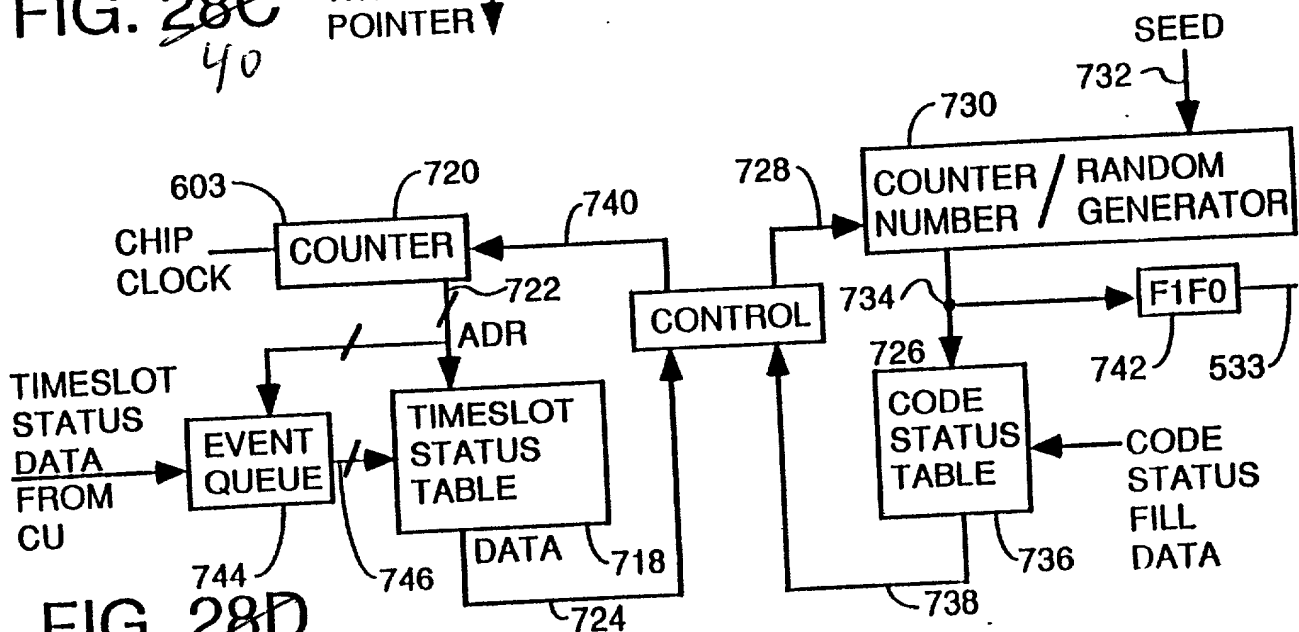 FIG. 28C
40
POINTER
SEED
732
730
COUNTER / RANDOM
NUMBER / GENERATOR
728
603
720
740
CHIP
CLOCK
COUNTER
722
ADR
CONTROL
734
F1F0
742
533
726
TIMESLOT
STATUS
DATA
FROM
CU
EVENT
QUEUE
TIMESLOT
STATUS
TABLE
CODE
STATUS
TABLE
CODE
STATUS
FILL
DATA
744
746
DATA
718
724
736
738
FIG. 28D